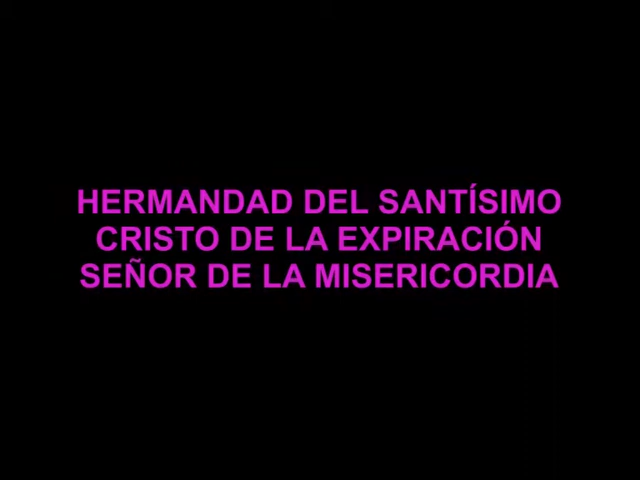 HERMANDAD DEL SANTÍSIMO
CRISTO DE LA EXPIRACIÓN
SEÑOR DE LA MISERICORDIA